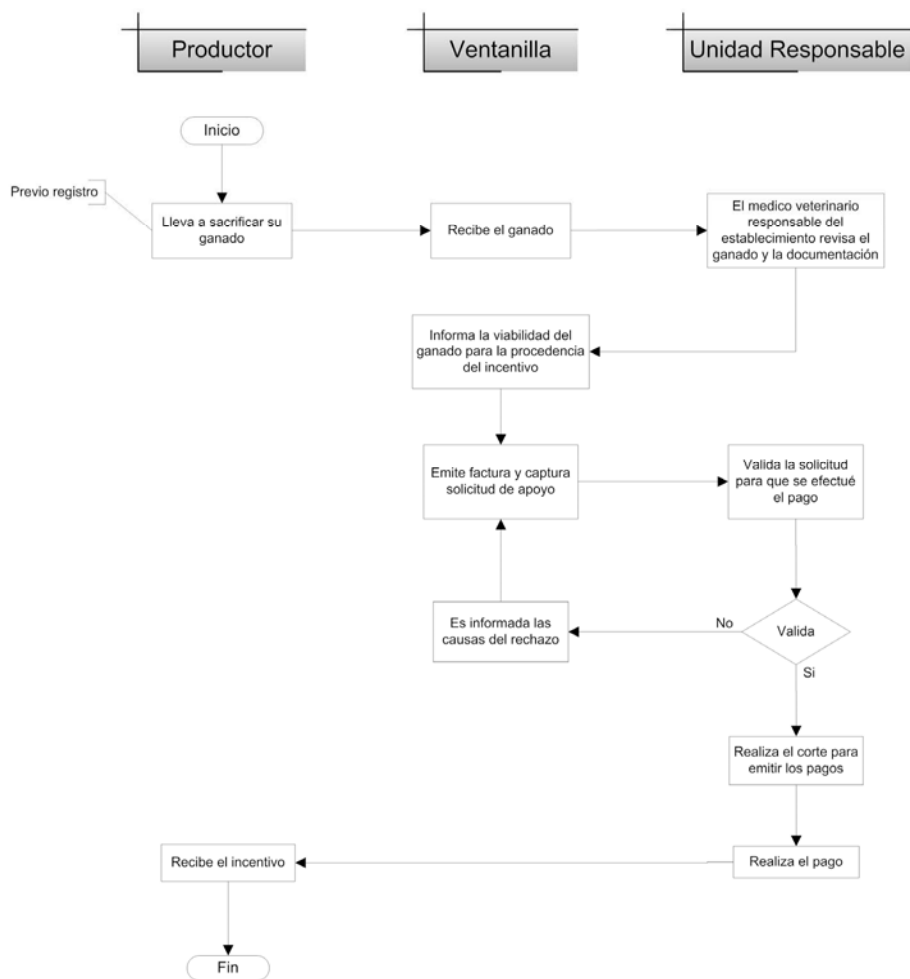 Productor
Ventanilla
Unidad Responsable
Inicio
Previo registro
Lleva a sacrificar su
ganado
Recibe el ganado
El medico veterinario
responsable del
establecimiento revisa el
ganado y la documentación
Informa la viabilidad del
ganado para la procedencia
del incentivo
Emite factura y captura
solicitud de apoyo
Valida la solicitud
para que se efectué
el pago
Es informada las
causas del rechazo
No
Valida
Si
Realiza el corte para
emitir los pagos
Recibe el incentivo
Realiza el pago
Fin